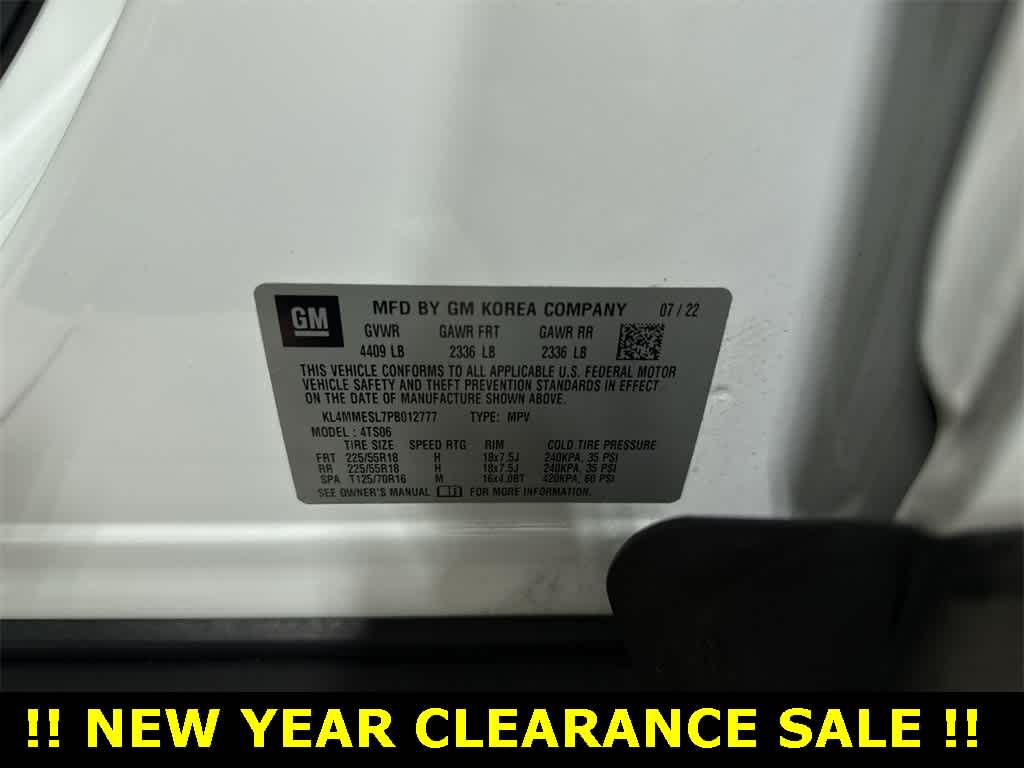 GM MFD BY GM KOREA COMPANY 07 / 22
GVWR GAWR FRT GAWR RR
4409 LB 2336 LB 2336 LB
THIS VEHICLE CONFORMS TO ALL APPLICABLE U.S. FEDERAL MOTOR
VEHICLE SAFETY AND THEFT PREVENTION STANDARDS IN EFFECT
ON THE DATE OF MANUFACTURE SHOWN ABOVE.
KL4MMESL7PB012777 TYPE: MPV
MODEL : 4TS06
TIRE SIZE SPEED RTG RIM COLD TIRE PRESSURE
FRT 225/55R18 H 18x7.5J 240KPA, 35 PSI
RR 225/55R18 H 18x7.5J 240KPA, 35 PSI
SPA T125/70R16 M 16x4.0BT 420KPA, 60 PSI
SEE OWNER'S MANUAL FOR MORE INFORMATION.
!! NEW YEAR CLEARANCE SALE !!